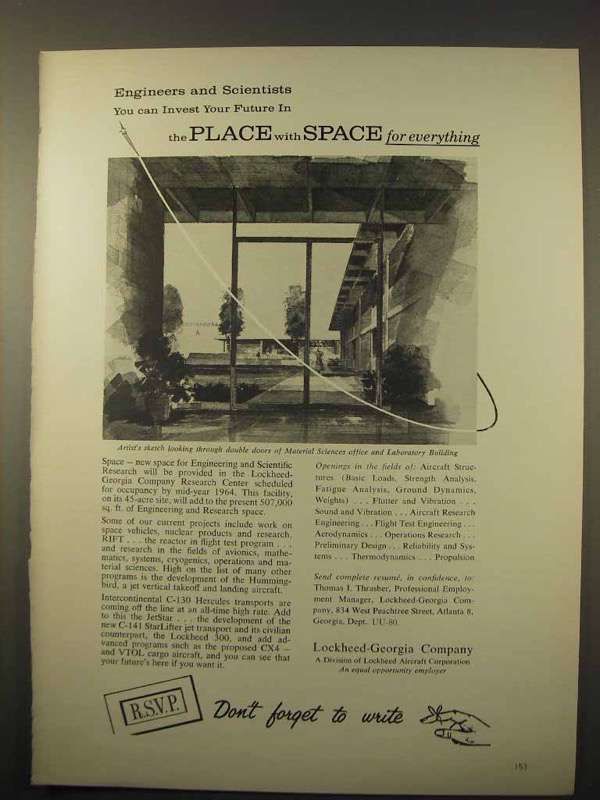 Engineers and Scientists
You can Invest Your Future In
the PLACE with SPACE for everything
Artist's sketch looking through double doors of Material Sciences office and Laboratory Building
Space — new space for Engineering and Scientific
Research will be provided in the Lockheed-
Georgia Company Research Center scheduled
for occupancy by mid-year 1964. This facility,
on its 45-acre site, will add to the present 507,000
sq. ft. of Engineering and Research space.
Some of our current projects include work on
space vehicles, nuclear products and research,
RIFT . . . the reactor in flight test program . . .
and research in the fields of avionics, mathe-
matics, systems, cryogenics, operations and ma-
terial sciences. High on the list of many other
programs is the development of the Humming-
bird, a jet vertical takeoff and landing aircraft.
Intercontinental C-130 Hercules transports are
coming off the line at an all-time high rate. Add
to this the JetStar . . . the development of the
new C-141 StarLifter jet transport and its civilian
counterpart, the Lockheed 300, and add ad-
vanced programs such as the proposed CX4 —
and VTOL cargo aircraft, and you can see that
your future's here if you want it.
Openings in the fields of: Aircraft Struc-
tures (Basic Loads, Strength Analysis,
Fatigue Analysis, Ground Dynamics,
Weights) . . . Flutter and Vibration . . .
Sound and Vibration . . . Aircraft Research
Engineering . . . Flight Test Engineering . . .
Aerodynamics . . . Operations Research . . .
Preliminary Design . . . Reliability and Sys-
tems . . . Thermodynamics . . . Propulsion
Send complete resumé, in confidence, to:
Thomas J. Thrasher, Professional Employ-
ment Manager, Lockheed-Georgia Com-
pany, 834 West Peachtree Street, Atlanta 8,
Georgia, Dept. UU-80.
Lockheed-Georgia Company
A Division of Lockheed Aircraft Corporation
An equal opportunity employer
R.S.V.P.
Don't forget to write
151